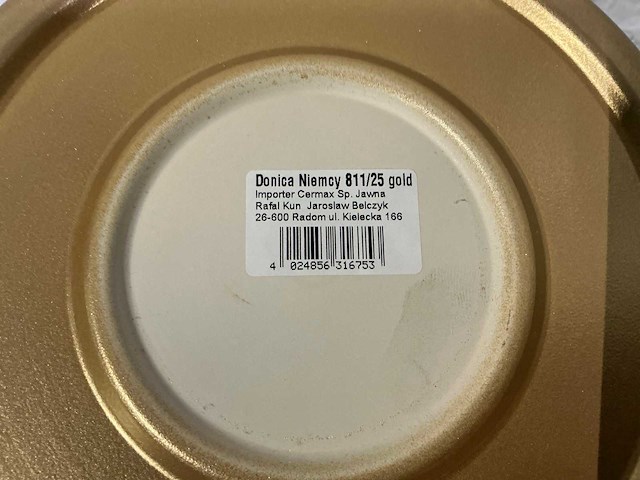 Donica Niemcy 811/25 gold
Importer Cermax Sp. Jawna
Rafal Kun Jaroslaw Belczyk
26-600 Radom ul. Kielecka 166
4 024856 316753